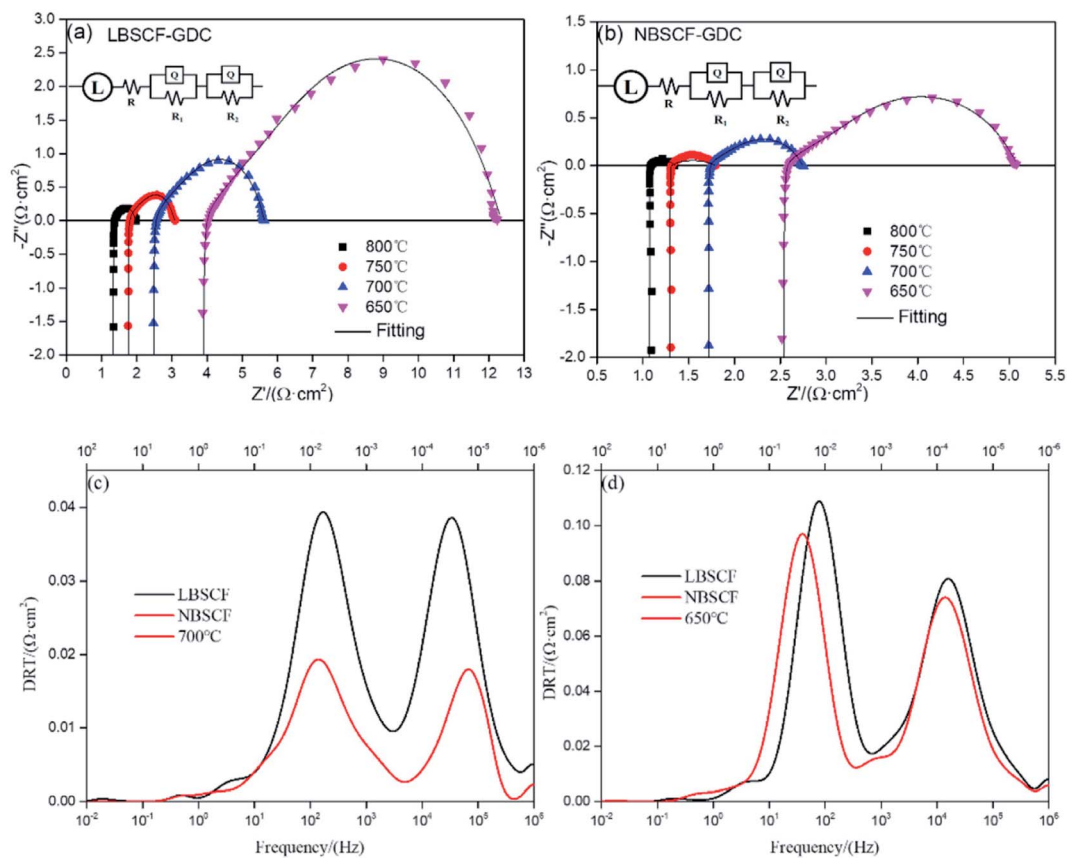 (a) LBSCF-GDC
3.0
2.5
2.0
1.5
1.0
0.5
0.0
-0.5
-1.0
-1.5
-2.0
-Z''/(Ω·cm²)
L
R
Q
R₁
Q
R₂
800℃
750℃
700℃
650℃
Fitting
0 1 2 3 4 5 6 7 8 9 10 11 12 13
Z'/(Ω·cm²)
(b) NBSCF-GDC
1.5
1.0
0.5
0.0
-0.5
-1.0
-1.5
-2.0
-Z''/(Ω·cm²)
L
R
Q
R₁
Q
R₂
800℃
750℃
700℃
650℃
Fitting
0.5 1.0 1.5 2.0 2.5 3.0 3.5 4.0 4.5 5.0 5.5
Z'/(Ω·cm²)
10² 10¹ 10⁰ 10⁻¹ 10⁻² 10⁻³ 10⁻⁴ 10⁻⁵ 10⁻⁶
(c)
0.04
0.03
0.02
0.01
0.00
DRT/(Ω·cm²)
LBSCF
NBSCF
700°C
10⁻² 10⁻¹ 10⁰ 10¹ 10² 10³ 10⁴ 10⁵ 10⁶
Frequency/(Hz)
10² 10¹ 10⁰ 10⁻¹ 10⁻² 10⁻³ 10⁻⁴ 10⁻⁵ 10⁻⁶
(d)
0.12
0.10
0.08
0.06
0.04
0.02
0.00
DRT/(Ω·cm²)
LBSCF
NBSCF
650°C
10⁻² 10⁻¹ 10⁰ 10¹ 10² 10³ 10⁴ 10⁵ 10⁶
Frequency/(Hz)